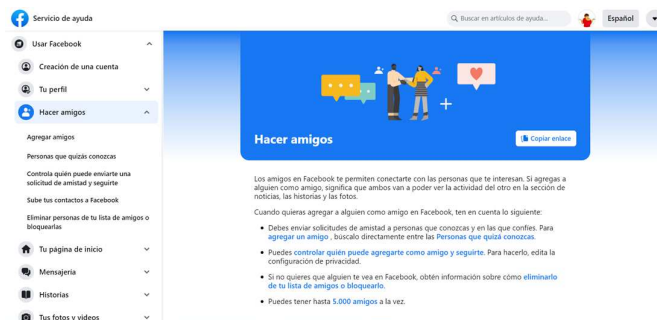 Servicio de ayuda
Buscar en artículos de ayuda...
Español
Usar Facebook
Creación de una cuenta
Tu perfil
Hacer amigos
Agregar amigos
Personas que quizás conozcas
Controla quién puede enviarte una
solicitud de amistad y seguirte
Sube tus contactos a Facebook
Eliminar personas de tu lista de amigos o
bloquearlas
Tu página de inicio
Mensajería
Historias
Tus fotos y videos
Hacer amigos
Copiar enlace
Los amigos en Facebook te permiten conectarte con las personas que te interesan. Si agregas a
alguien como amigo, significa que ambos van a poder ver la actividad del otro en la sección de
noticias, las historias y las fotos.
Cuando quieras agregar a alguien como amigo en Facebook, ten en cuenta lo siguiente:
• Debes enviar solicitudes de amistad a personas que conozcas y en las que confíes. Para
agregar un amigo , búscalo directamente entre las Personas que quizá conozcas.
• Puedes controlar quién puede agregarte como amigo y seguirte. Para hacerlo, edita la
configuración de privacidad.
• Si no quieres que alguien te vea en Facebook, obtén información sobre cómo eliminarlo
de tu lista de amigos o bloquearlo.
• Puedes tener hasta 5.000 amigos a la vez.